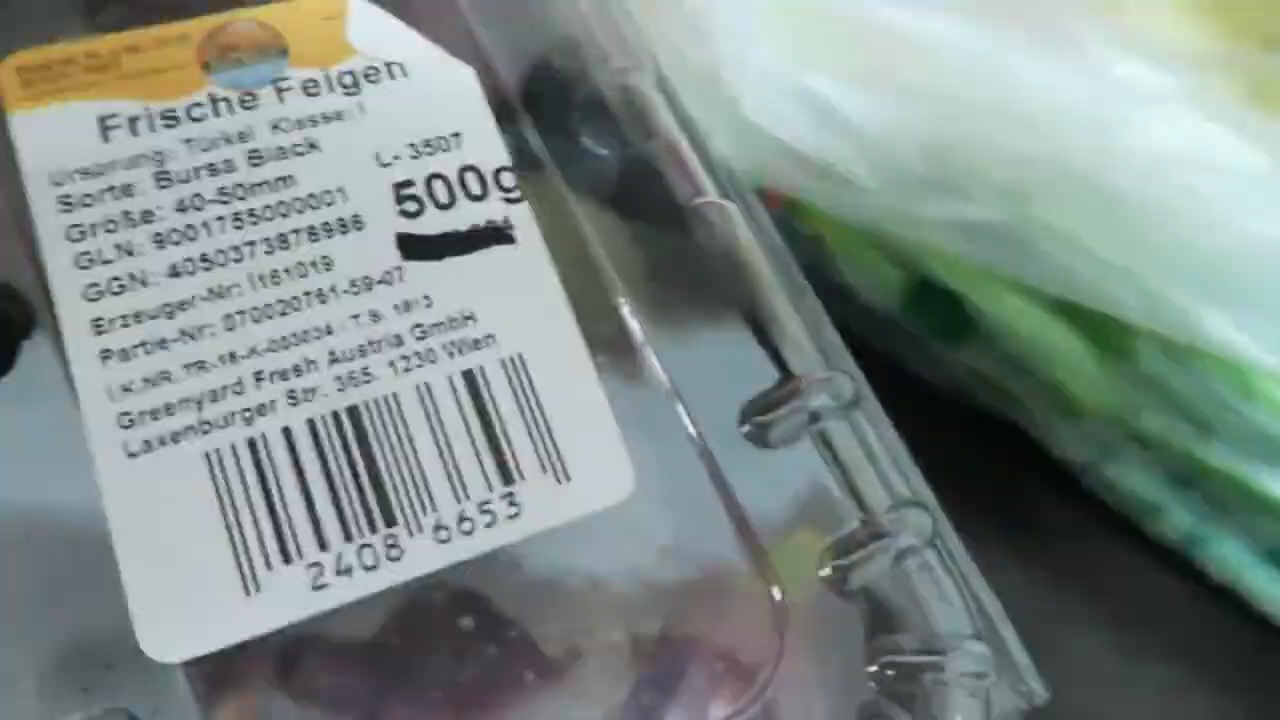 Frische Feigen
Ursprung: Türkei Klasse: I
Sorte: Bursa Black
L- 3507
Größe: 40-50mm
500g
GLN: 9001755000001
GGN: 4050373878986
Erzeuger-Nr: I161019
Partie-Nr: 070020761-59-07
Greenyard Fresh Austria GmbH
Laxenburger Str. 365, 1230 Wien
2408 6653